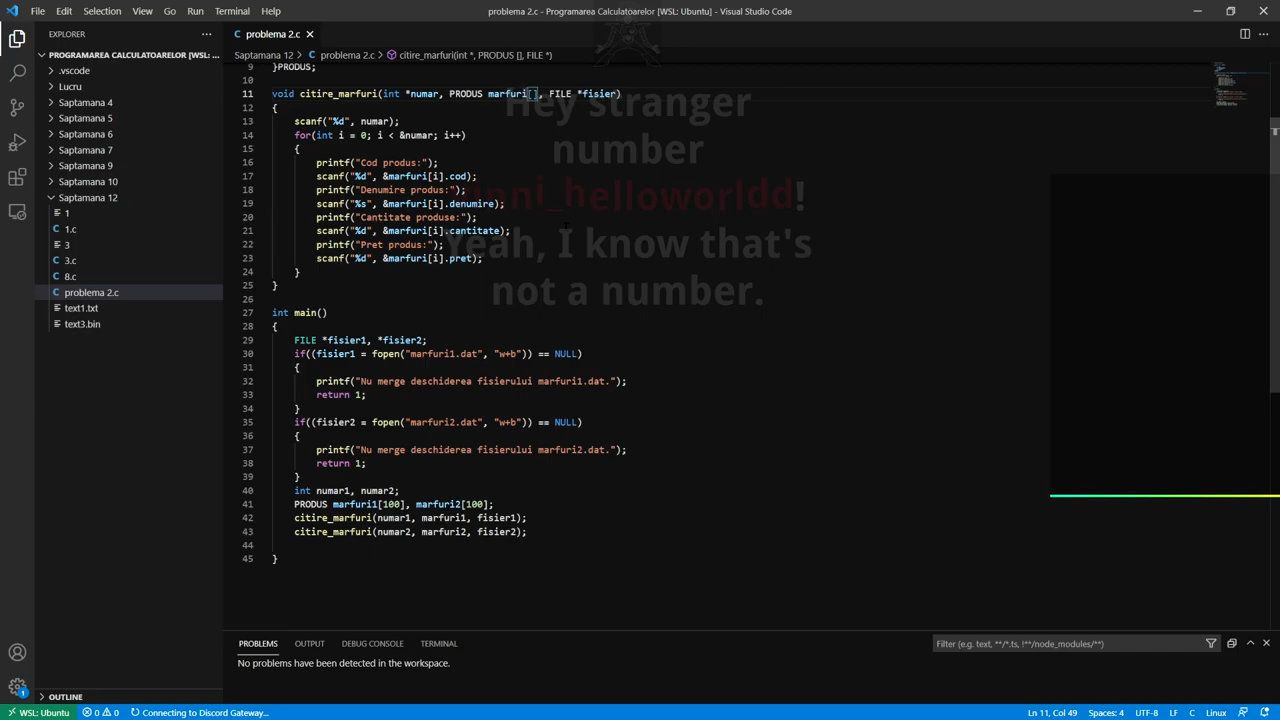 File Edit Selection View Go Run Terminal Help
problema 2.c - Programarea Calculatoarelor [WSL: Ubuntu] - Visual Studio Code
EXPLORER
PROGRAMAREA CALCULATOARELOR [WSL: ...
.vscode
Lucru
Saptamana 4
Saptamana 5
Saptamana 6
Saptamana 7
Saptamana 9
Saptamana 10
Saptamana 12
1
1.c
3
3.c
8.c
problema 2.c
text1.txt
text3.bin
OUTLINE
problema 2.c
Saptamana 12 > problema 2.c > citire_marfuri(int *, PRODUS [], FILE *)
9 }PRODUS;
10
11 void citire_marfuri(int *numar, PRODUS marfuri[], FILE *fisier)
12 {
13 scanf("%d", numar);
14 for(int i = 0; i < &numar; i++)
15 {
16 printf("Cod produs:");
17 scanf("%d", &marfuri[i].cod);
18 printf("Denumire produs:");
19 scanf("%s", &marfuri[i].denumire);
20 printf("Cantitate produse:");
21 scanf("%d", &marfuri[i].cantitate);
22 printf("Pret produs:");
23 scanf("%d", &marfuri[i].pret);
24 }
25 }
26
27 int main()
28 {
29 FILE *fisier1, *fisier2;
30 if((fisier1 = fopen("marfuri1.dat", "w+b")) == NULL)
31 {
32 printf("Nu merge deschiderea fisierului marfuri1.dat.");
33 return 1;
34 }
35 if((fisier2 = fopen("marfuri2.dat", "w+b")) == NULL)
36 {
37 printf("Nu merge deschiderea fisierului marfuri2.dat.");
38 return 1;
39 }
40 int numar1, numar2;
41 PRODUS marfuri1[100], marfuri2[100];
42 citire_marfuri(numar1, marfuri1, fisier1);
43 citire_marfuri(numar2, marfuri2, fisier2);
44
45 }
Hey stranger
number
Yeah, I know that's
not a number.
PROBLEMS OUTPUT DEBUG CONSOLE TERMINAL
Filter (e.g. text, **/*.ts, !**/node_modules/**)
No problems have been detected in the workspace.
1
WSL: Ubuntu 0 0 Connecting to Discord Gateway...
Ln 11, Col 49 Spaces: 4 UTF-8 LF C Linux